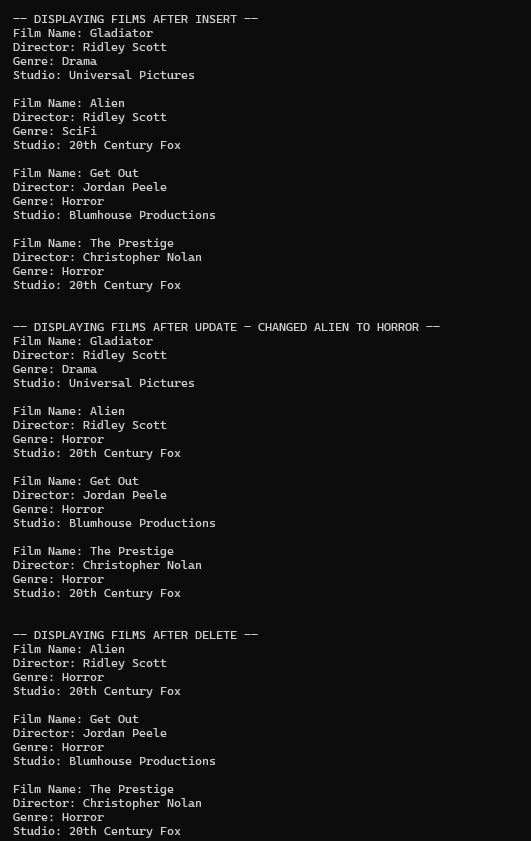 -- DISPLAYING FILMS AFTER INSERT --
Film Name: Gladiator
Director: Ridley Scott
Genre: Drama
Studio: Universal Pictures
Film Name: Alien
Director: Ridley Scott
Genre: SciFi
Studio: 20th Century Fox
Film Name: Get Out
Director: Jordan Peele
Genre: Horror
Studio: Blumhouse Productions
Film Name: The Prestige
Director: Christopher Nolan
Genre: Horror
Studio: 20th Century Fox
-- DISPLAYING FILMS AFTER UPDATE - CHANGED ALIEN TO HORROR --
Film Name: Gladiator
Director: Ridley Scott
Genre: Drama
Studio: Universal Pictures
Film Name: Alien
Director: Ridley Scott
Genre: Horror
Studio: 20th Century Fox
Film Name: Get Out
Director: Jordan Peele
Genre: Horror
Studio: Blumhouse Productions
Film Name: The Prestige
Director: Christopher Nolan
Genre: Horror
Studio: 20th Century Fox
-- DISPLAYING FILMS AFTER DELETE --
Film Name: Alien
Director: Ridley Scott
Genre: Horror
Studio: 20th Century Fox
Film Name: Get Out
Director: Jordan Peele
Genre: Horror
Studio: Blumhouse Productions
Film Name: The Prestige
Director: Christopher Nolan
Genre: Horror
Studio: 20th Century Fox